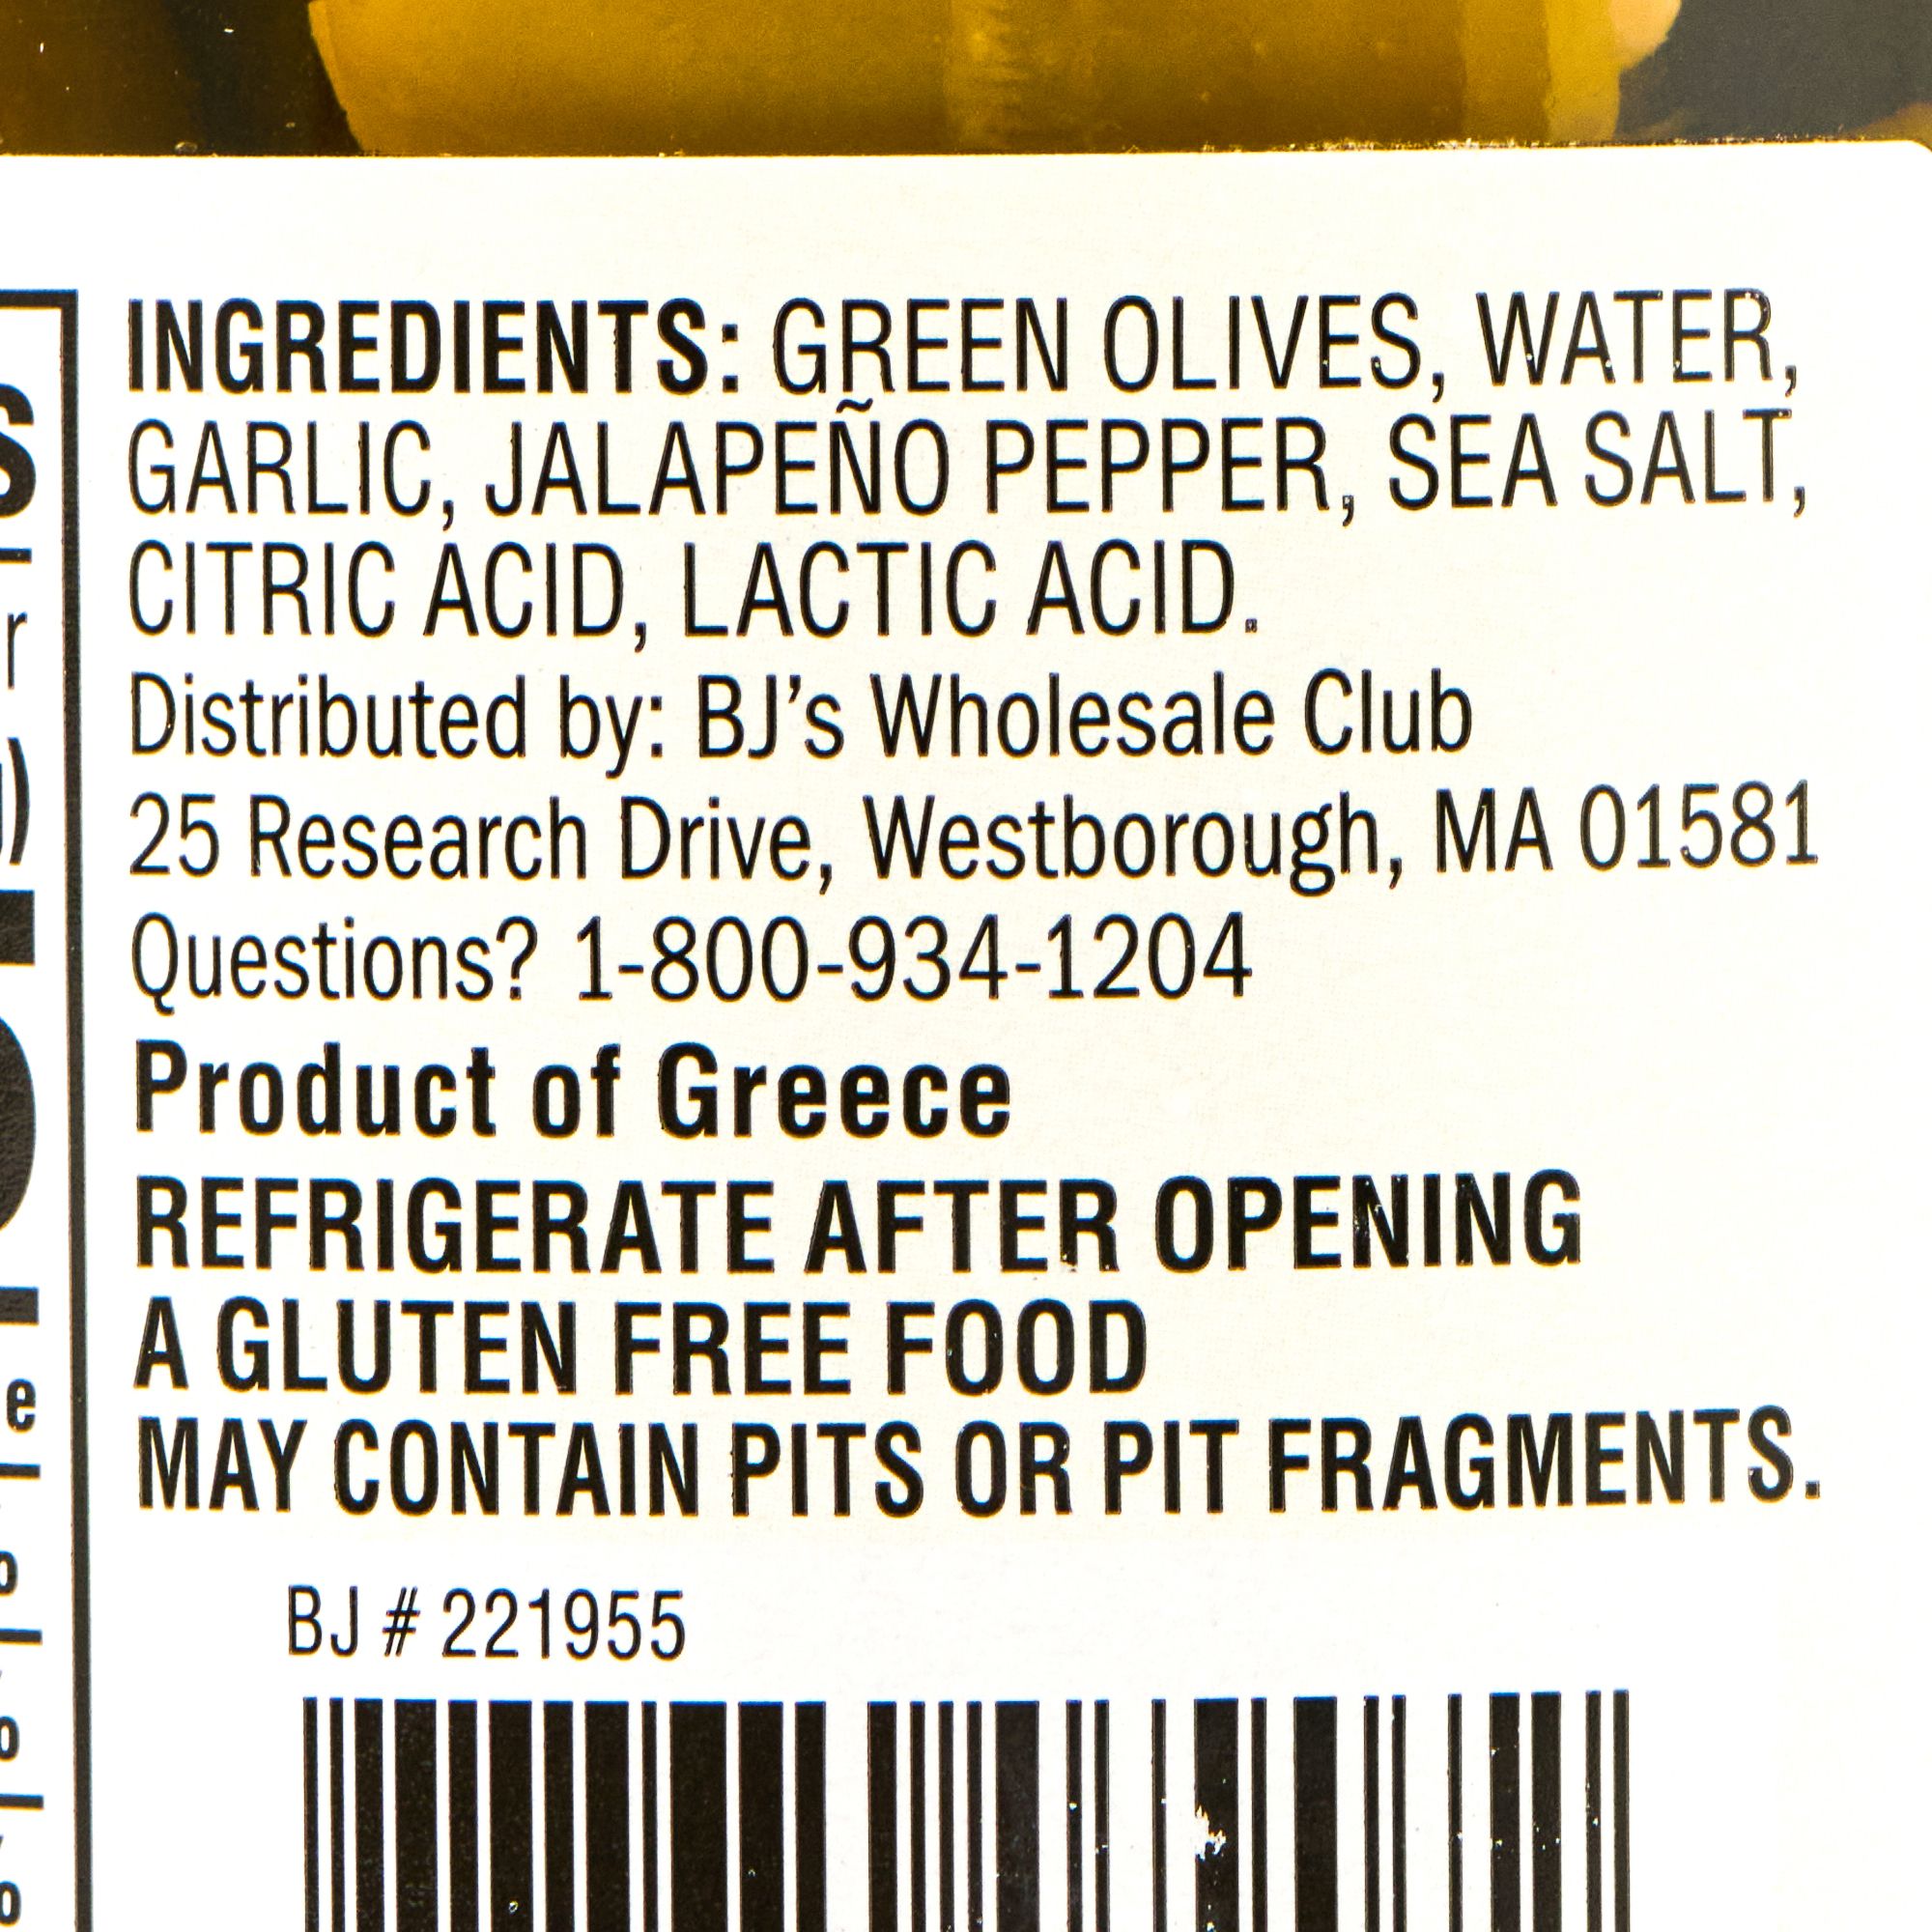 INGREDIENTS: GREEN OLIVES, WATER,
GARLIC, JALAPEÑO PEPPER, SEA SALT,
CITRIC ACID, LACTIC ACID.
Distributed by: BJ's Wholesale Club
25 Research Drive, Westborough, MA 01581
Questions? 1-800-934-1204
Product of Greece
REFRIGERATE AFTER OPENING
A GLUTEN FREE FOOD
MAY CONTAIN PITS OR PIT FRAGMENTS.
BJ # 221955